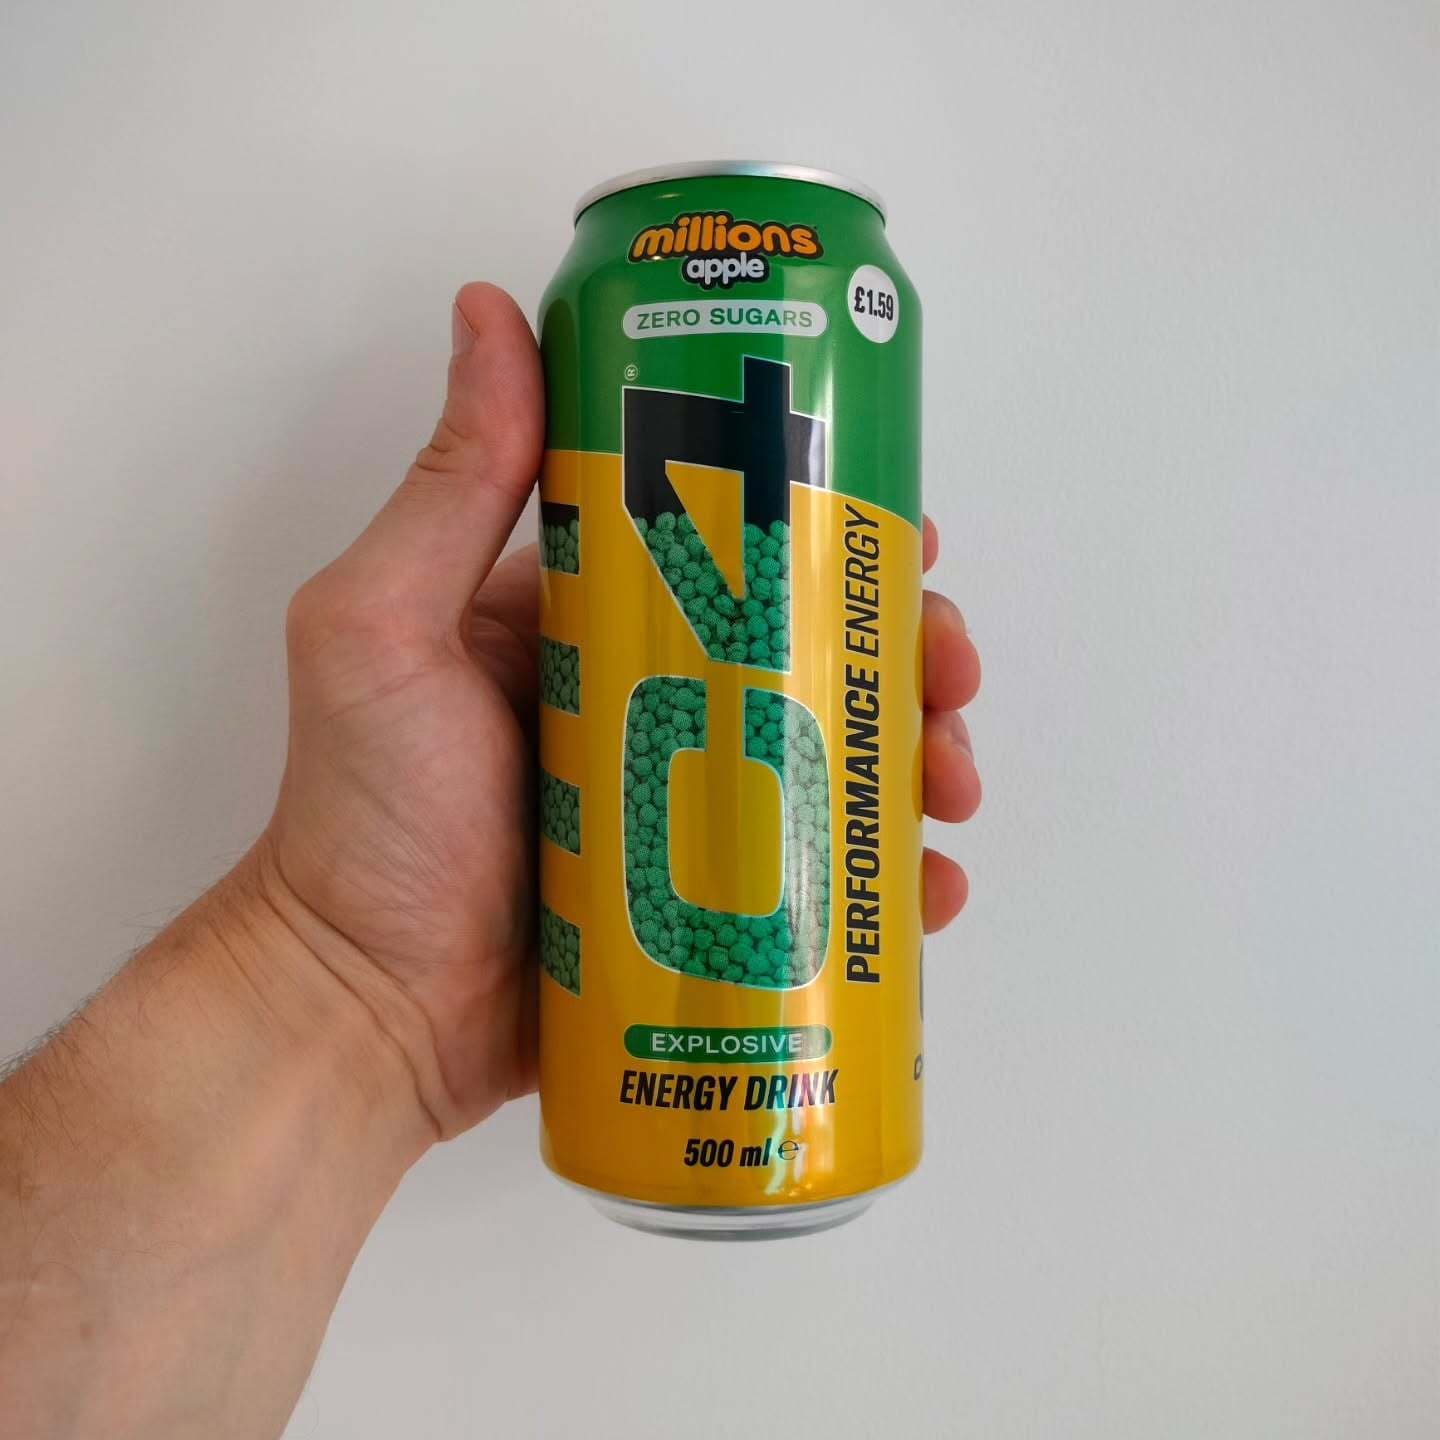 millions
apple
ZERO SUGARS
£1.59
C4®
PERFORMANCE ENERGY
EXPLOSIVE
ENERGY DRINK
500 ml ℮